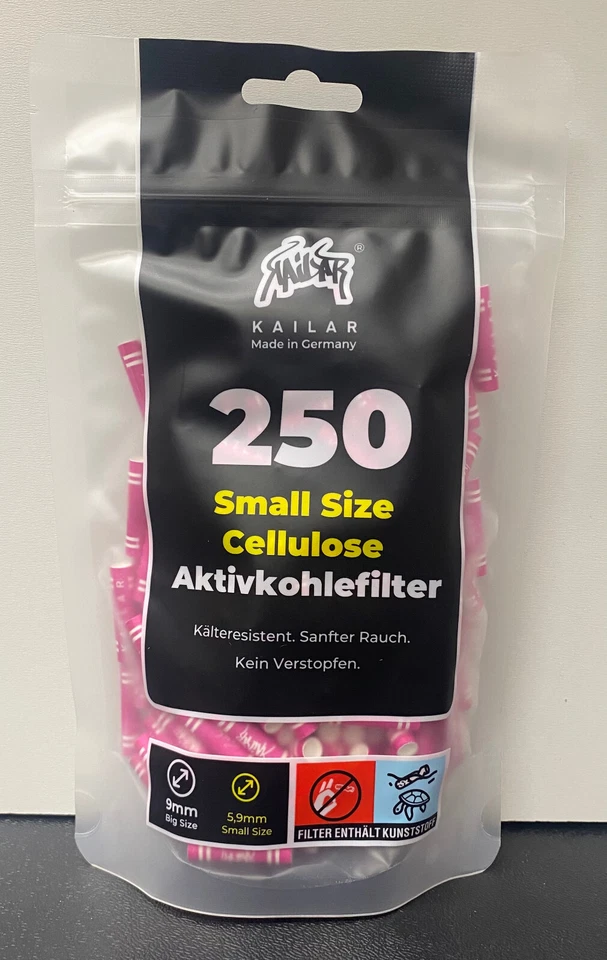 KAILAR
®
KAILAR
Made in Germany
250
Small Size
Cellulose
Aktivkohlefilter
Kälteresistent. Sanfter Rauch.
Kein Verstopfen.
9mm
Big Size
5,9mm
Small Size
FILTER ENTHÄLT KUNSTSTOFF